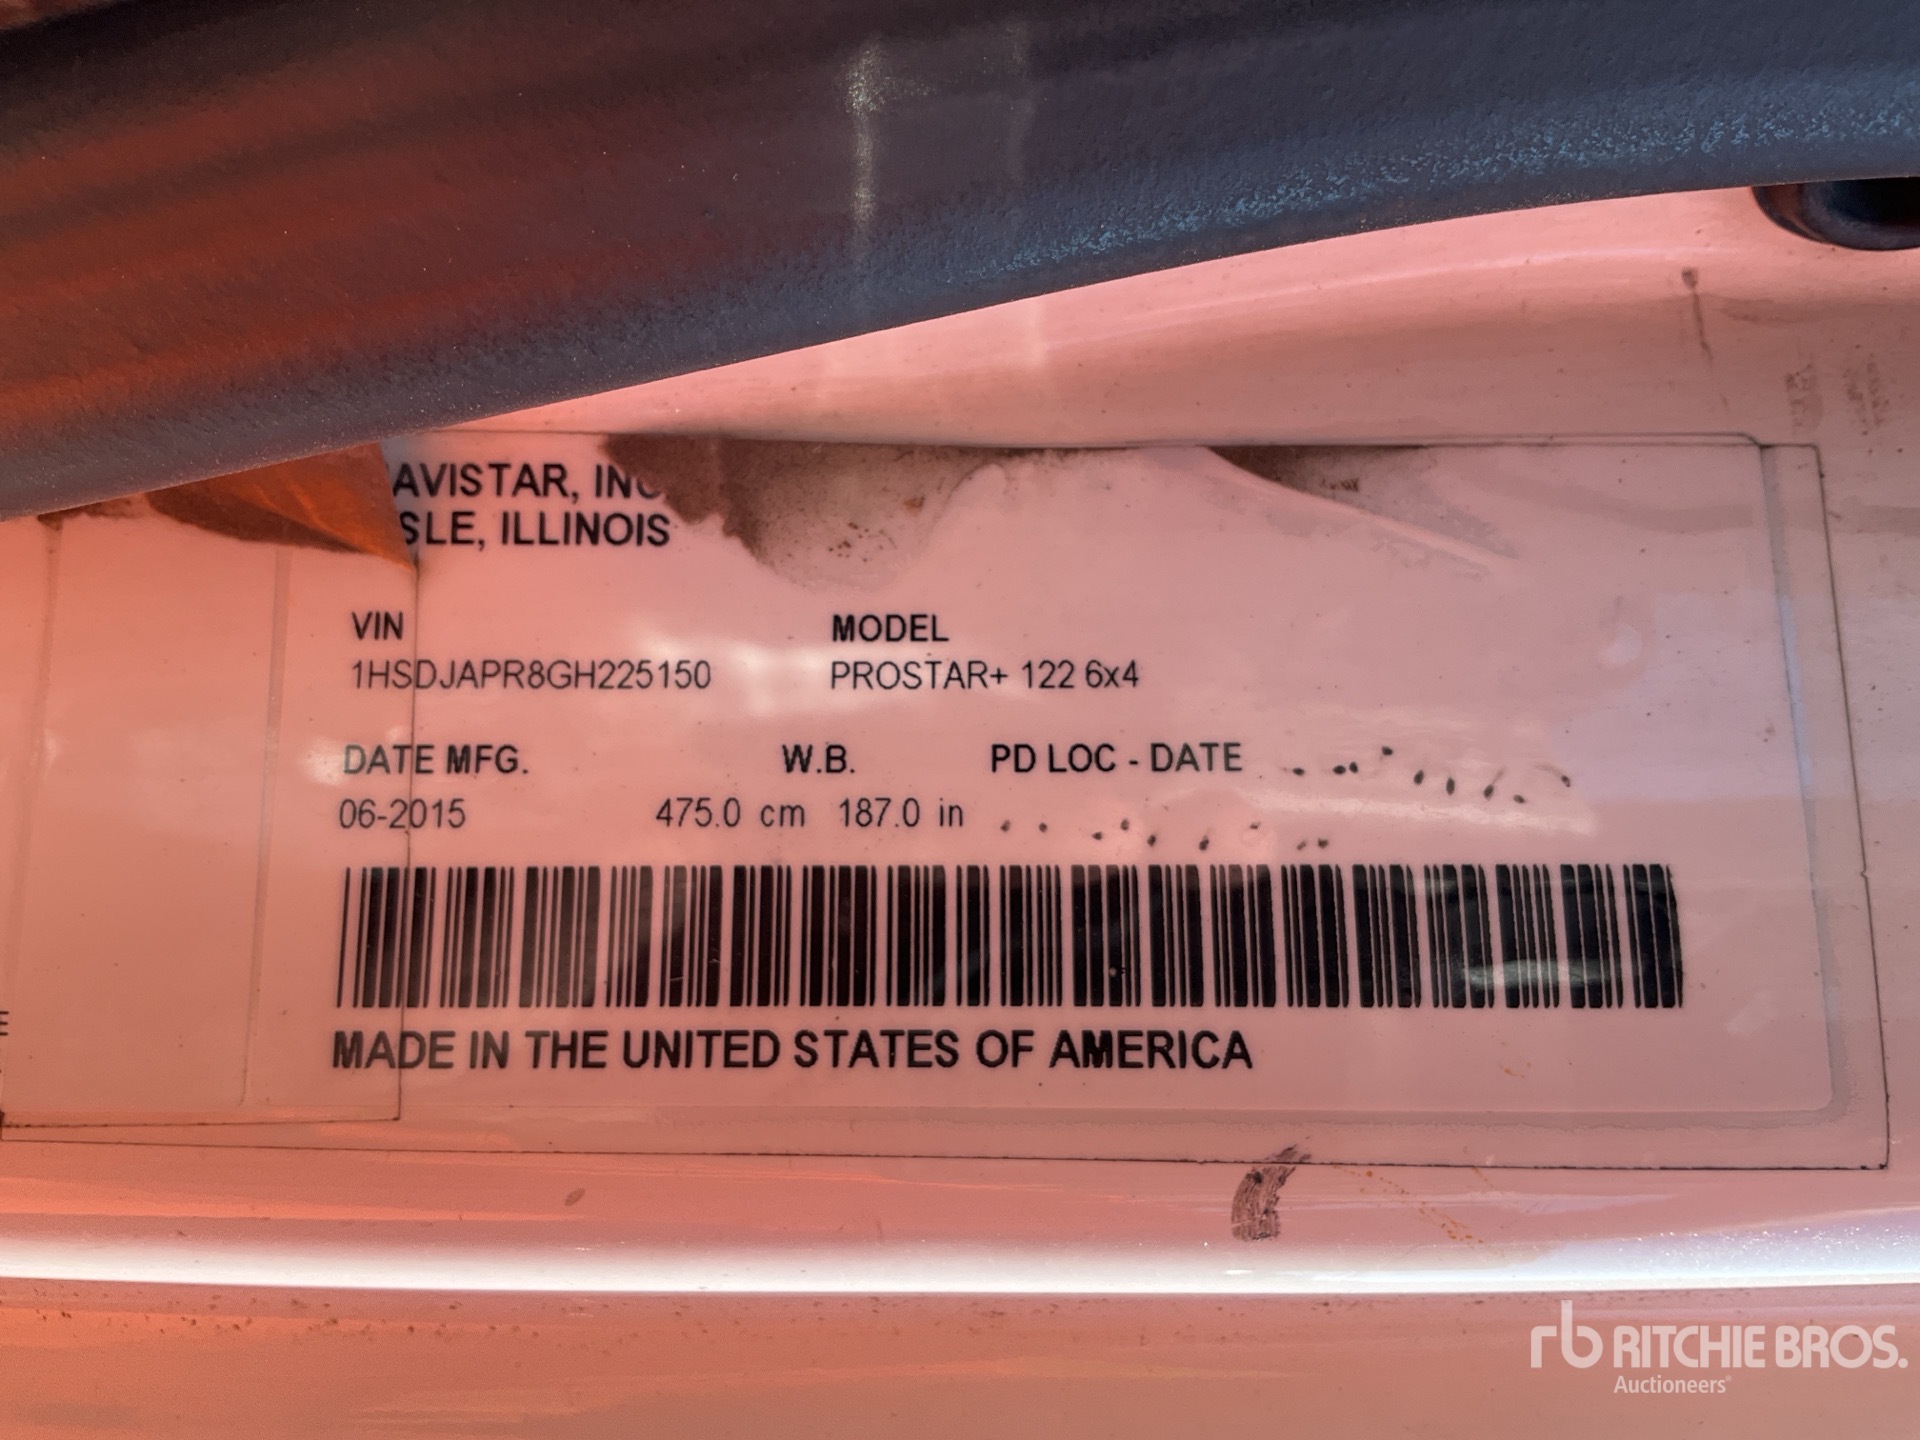 AVISTAR, INC
SLE, ILLINOIS
VIN MODEL
1HSDJAPR8GH225150 PROSTAR+ 122 6x4
DATE MFG. W.B. PD LOC - DATE
06-2015 475.0 cm 187.0 in
MADE IN THE UNITED STATES OF AMERICA
E
rb RITCHIE BROS.
Auctioneers